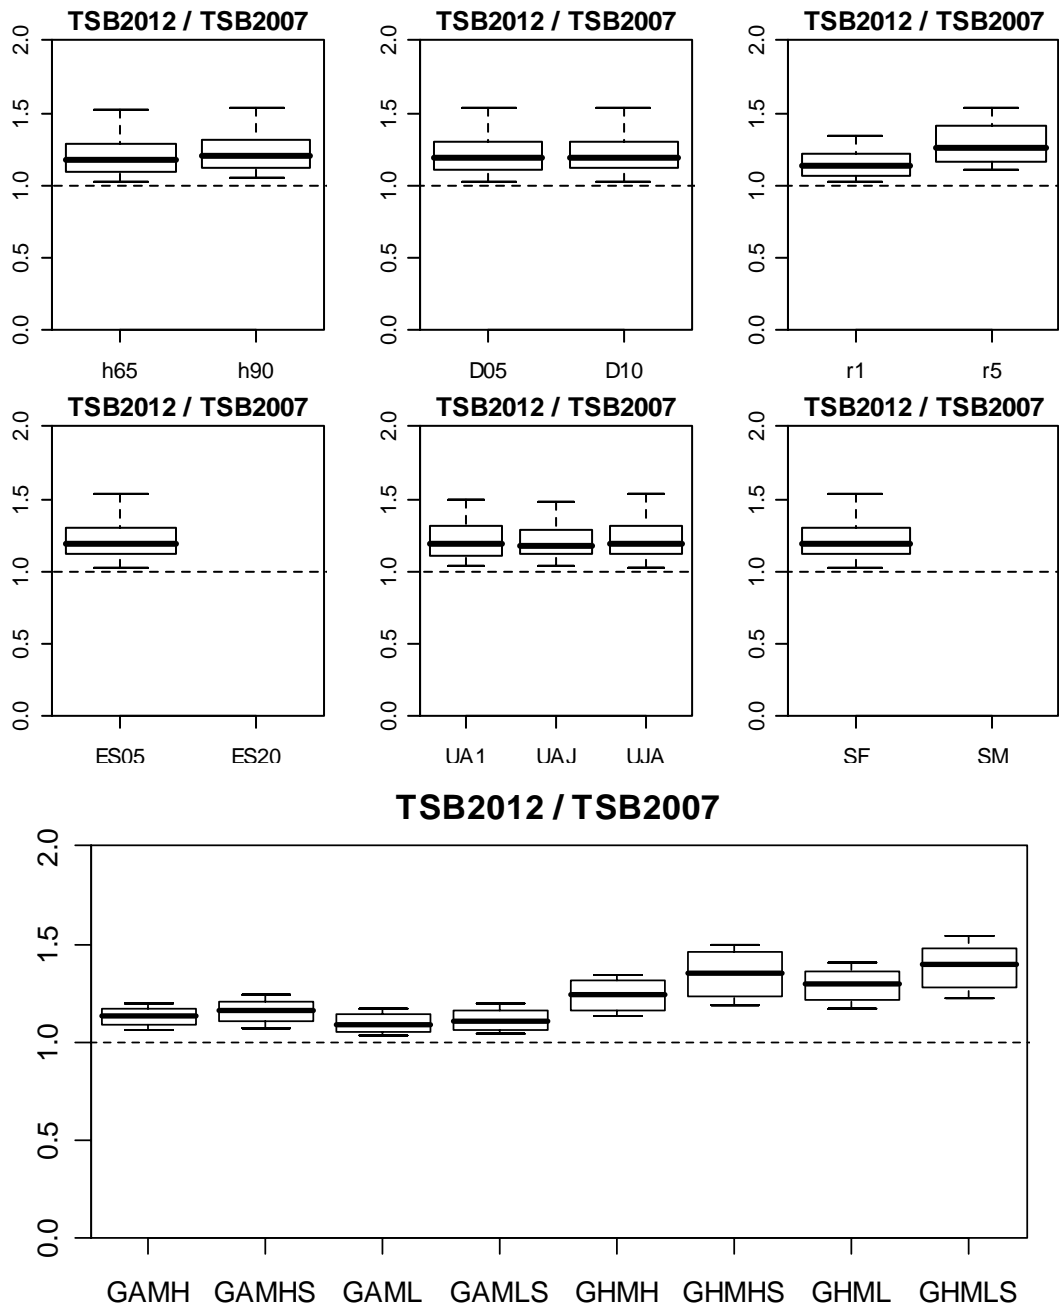 TSB2012 / TSB2007 TSB2012 / TSB2007 TSB2012 / TSB2007
2.0 2.0 2.0
1.5 1.5 1.5
1.0 1.0 1.0
0.5 0.5 0.5
0.0 0.0 0.0
h65 h90 D05 D10 r1 r5
TSB2012 / TSB2007 TSB2012 / TSB2007 TSB2012 / TSB2007
2.0 2.0 2.0
1.5 1.5 1.5
1.0 1.0 1.0
0.5 0.5 0.5
0.0 0.0 0.0
ES05 ES20 UA1 UAJ UJA SF SM
TSB2012 / TSB2007
2.0
1.5
1.0
0.5
0.0
GAMH GAMHS GAML GAMLS GHMH GHMHS GHML GHMLS